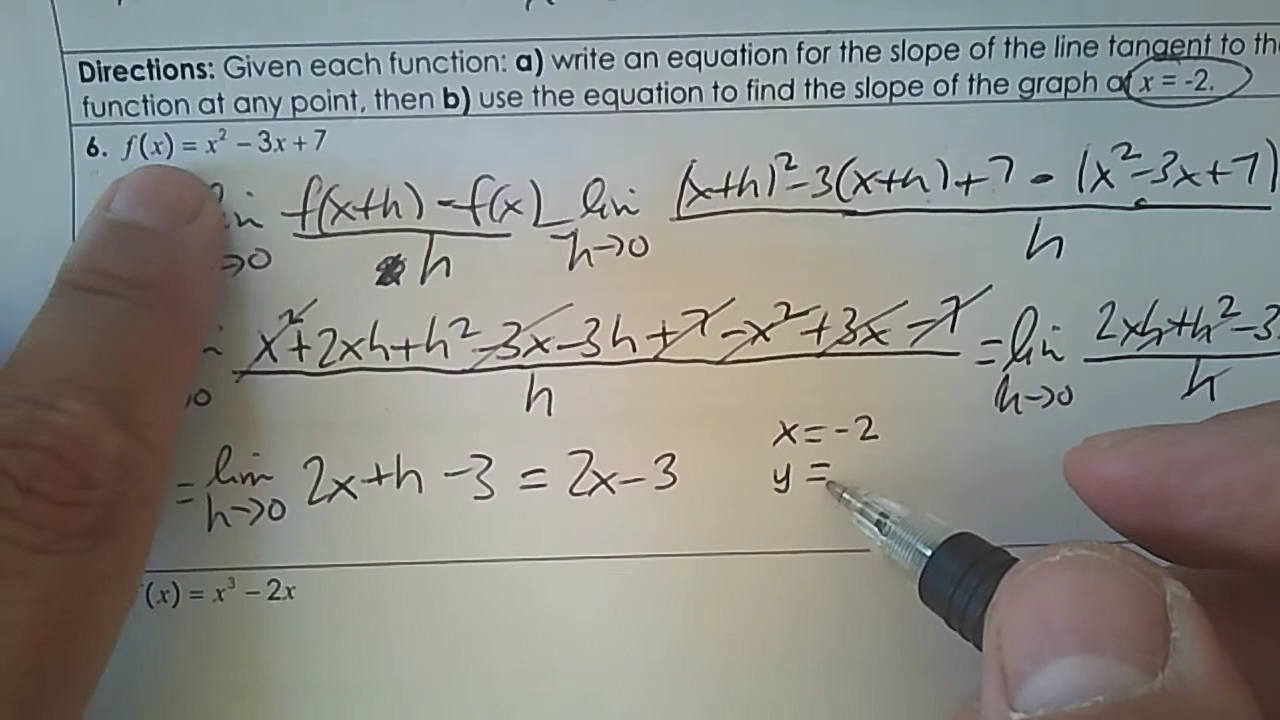 Directions: Given each function: a) write an equation for the slope of the line tangent to the
function at any point, then b) use the equation to find the slope of the graph at x = -2.
6. f(x) = x² − 3x + 7
f(x+h) - f(x) lim (x+h)² - 3(x+h) + 7 - (x² - 3x + 7)
→0 h h→0 h
x² + 2xh + h² - 3x - 3h + 7 - x² + 3x - 7 = lim 2xh + h² - 3
0 h h→0 h
x = -2
= lim 2x + h - 3 = 2x - 3 y =
h→0
(x) = x³ − 2x